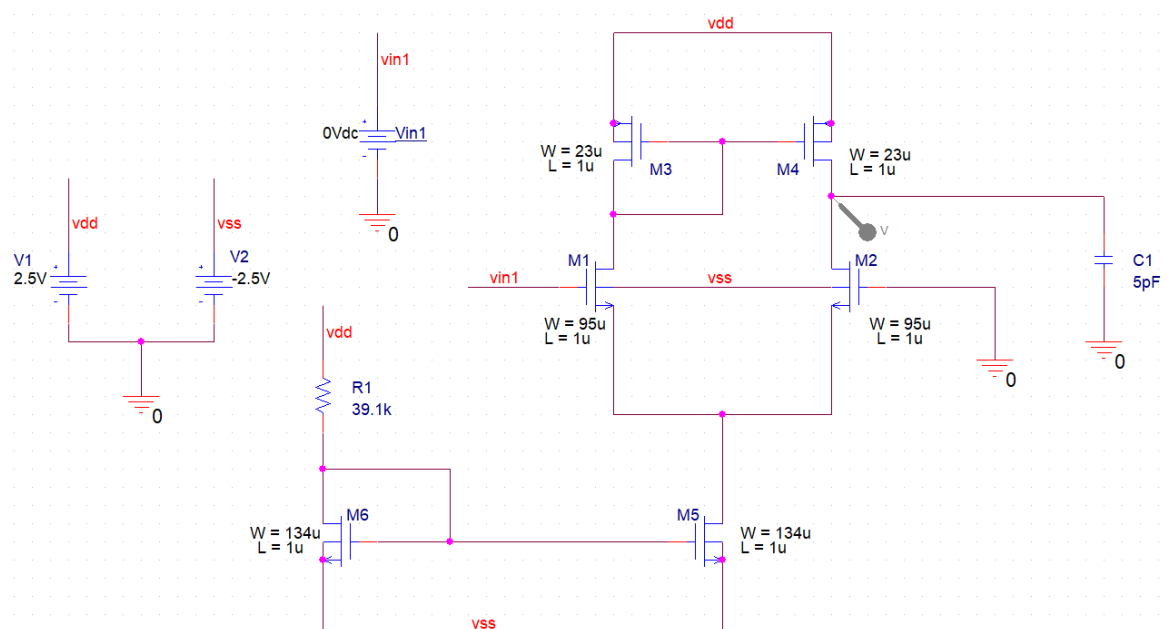 vdd
vin1
0Vdc
Vin1
0
vdd
vss
V1
2.5V
V2
-2.5V
0
W = 23u
L = 1u
M3
M4
W = 23u
L = 1u
V
M1
vin1
vss
M2
W = 95u
L = 1u
W = 95u
L = 1u
0
C1
5pF
0
vdd
R1
39.1k
M6
W = 134u
L = 1u
M5
W = 134u
L = 1u
vss